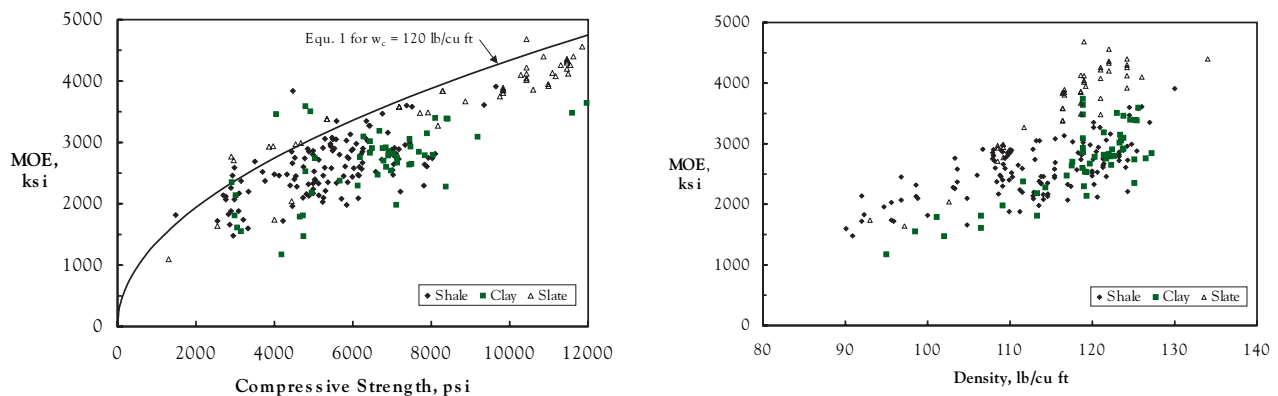 5000
4000
3000
2000
1000
0
MOE,
ksi
Equ. 1 for wc = 120 lb/cu ft
Shale Clay Slate
0 2000 4000 6000 8000 10000 12000
Compressive Strength, psi
5000
4000
3000
2000
1000
0
MOE,
ksi
Shale Clay Slate
80 90 100 110 120 130 140
Density, lb/cu ft